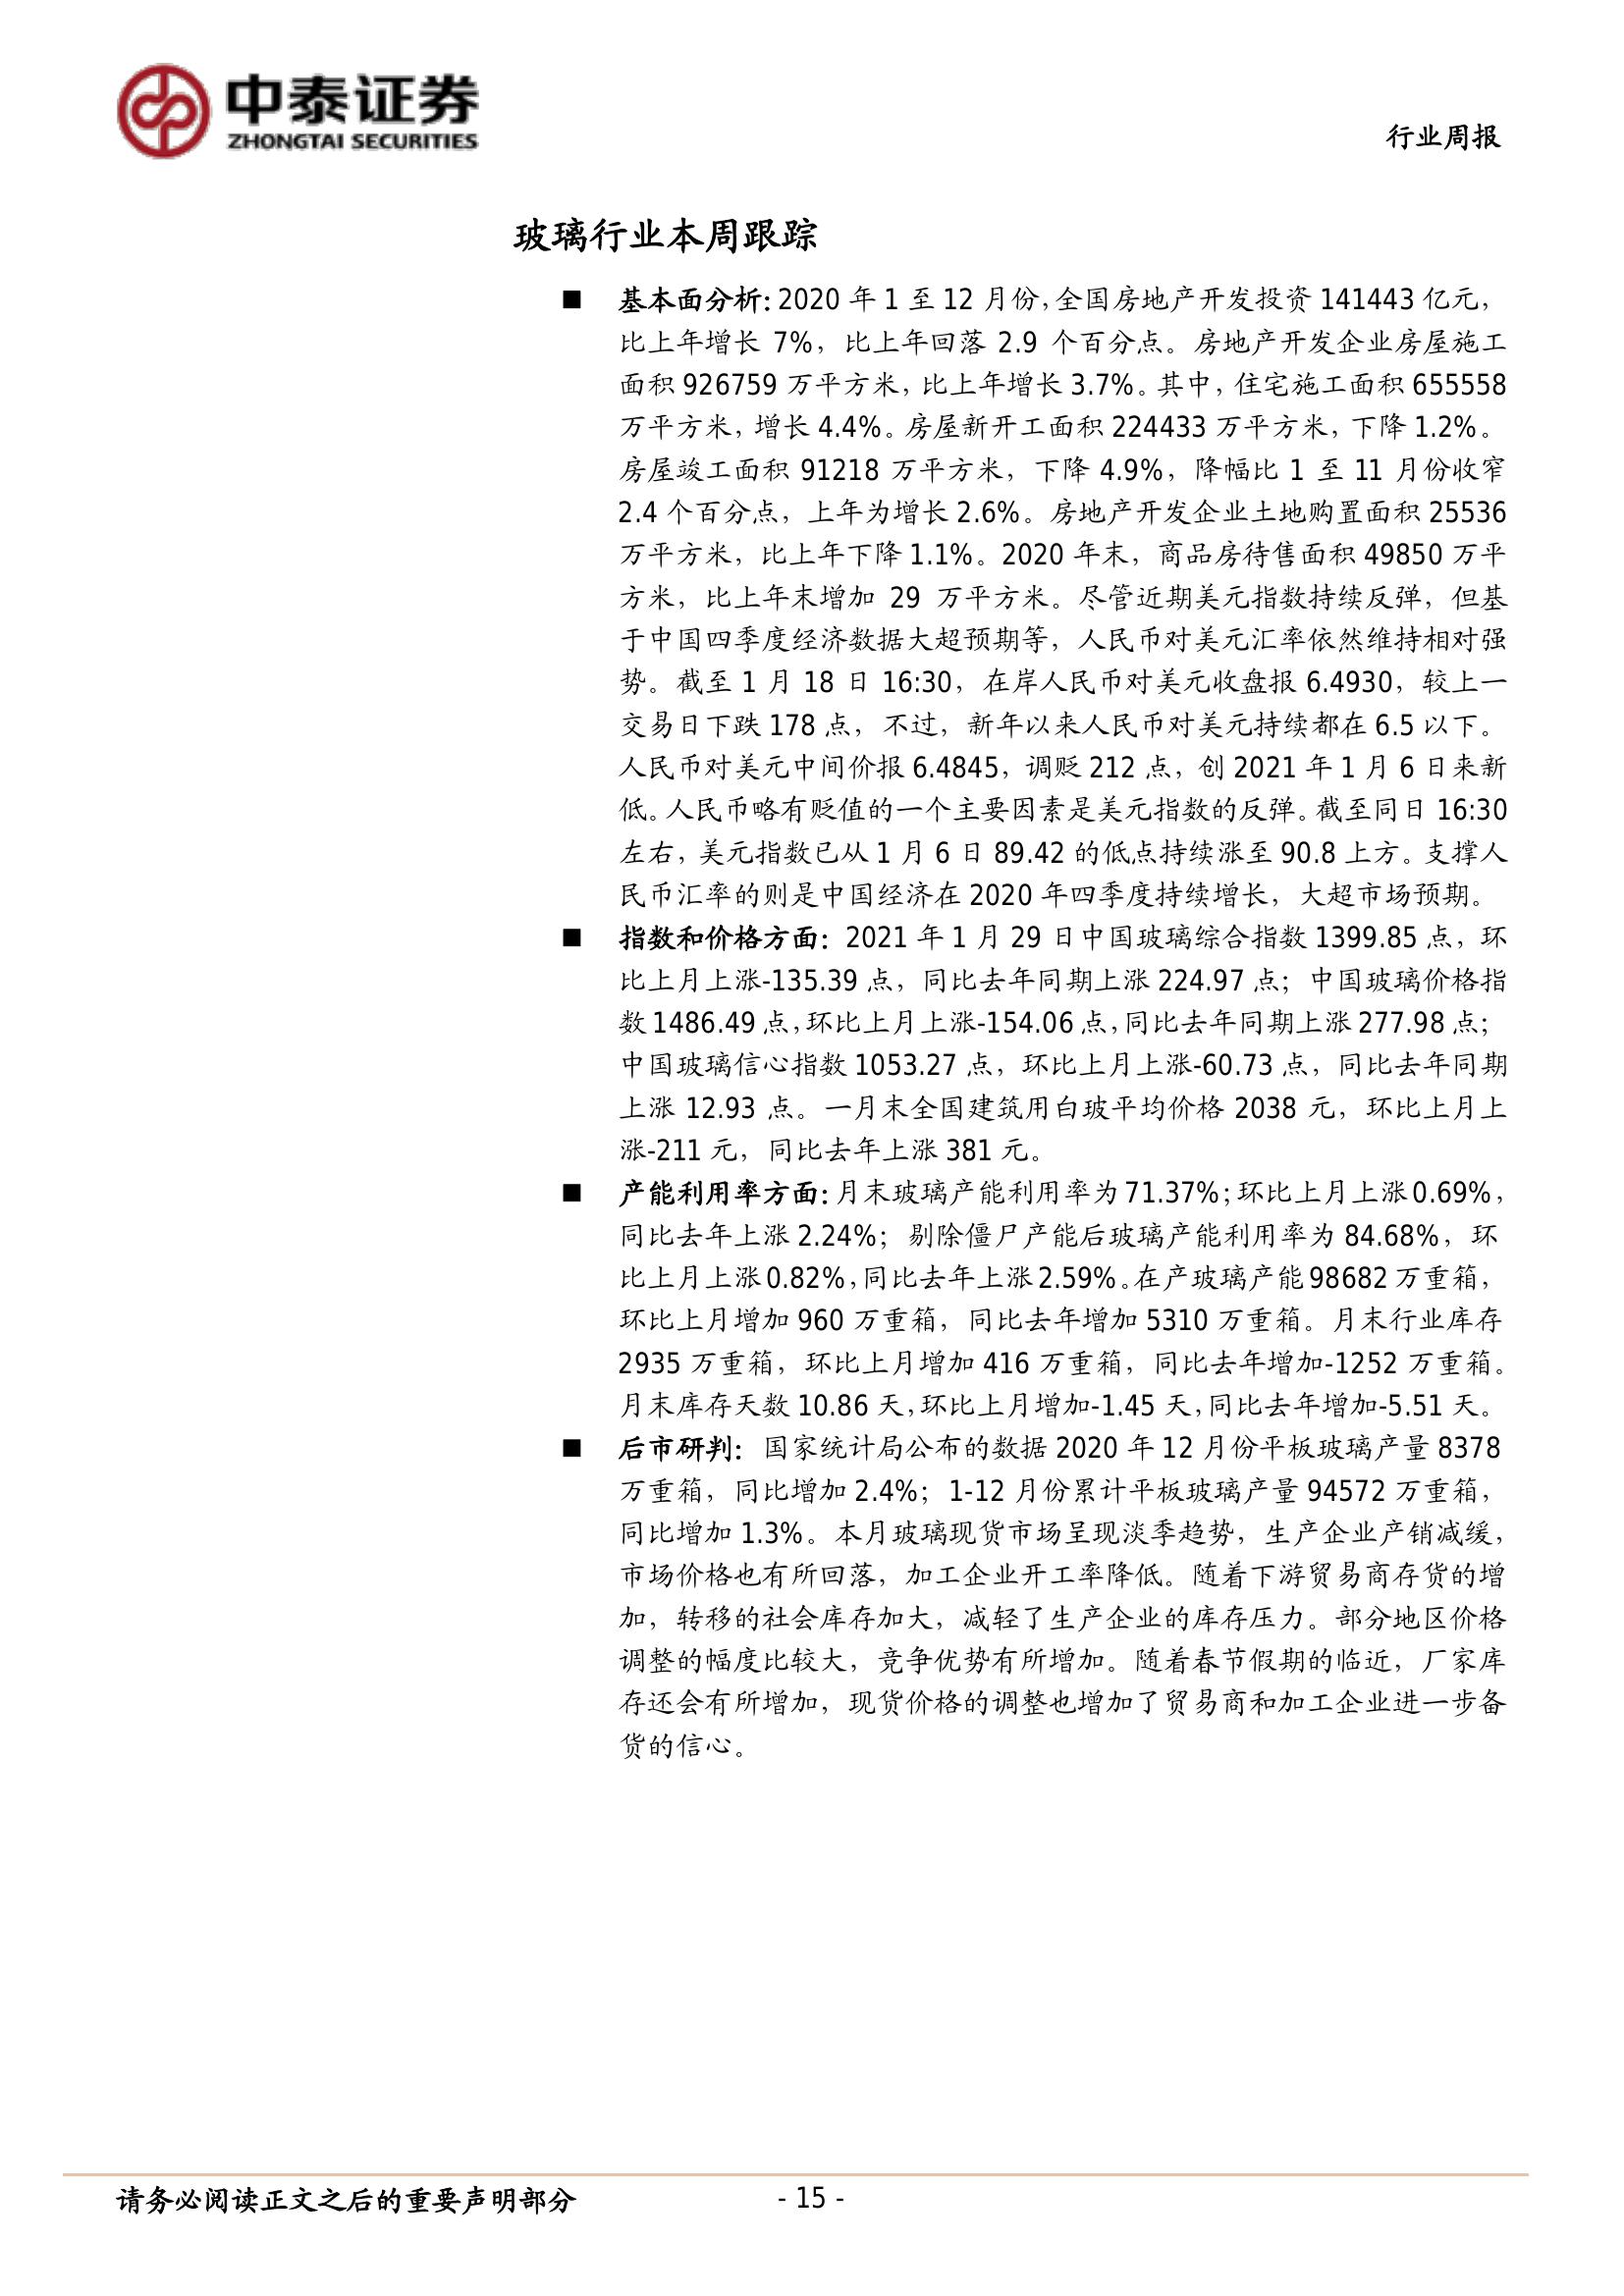 中泰证券
ZHONGTAI SECURITIES
行业周报
玻璃行业本周跟踪
■ 基本面分析：2020 年 1 至 12 月份，全国房地产开发投资 141443 亿元，
比上年增长 7%，比上年回落 2.9 个百分点。房地产开发企业房屋施工
面积 926759 万平方米，比上年增长 3.7%。其中，住宅施工面积 655558
万平方米，增长 4.4%。房屋新开工面积 224433 万平方米，下降 1.2%。
房屋竣工面积 91218 万平方米，下降 4.9%，降幅比 1 至 11 月份收窄
2.4 个百分点，上年为增长 2.6%。房地产开发企业土地购置面积 25536
万平方米，比上年下降 1.1%。2020 年末，商品房待售面积 49850 万平
方米，比上年末增加 29 万平方米。尽管近期美元指数持续反弹，但基
于中国四季度经济数据大超预期等，人民币对美元汇率依然维持相对强
势。截至 1 月 18 日 16:30，在岸人民币对美元收盘报 6.4930，较上一
交易日下跌 178 点，不过，新年以来人民币对美元持续都在 6.5 以下。
人民币对美元中间价报 6.4845，调贬 212 点，创 2021 年 1 月 6 日来新
低。人民币略有贬值的一个主要因素是美元指数的反弹。截至同日 16:30
左右，美元指数已从 1 月 6 日 89.42 的低点持续涨至 90.8 上方。支撑人
民币汇率的则是中国经济在 2020 年四季度持续增长，大超市场预期。
■ 指数和价格方面：2021 年 1 月 29 日中国玻璃综合指数 1399.85 点，环
比上月上涨-135.39 点，同比去年同期上涨 224.97 点；中国玻璃价格指
数 1486.49 点，环比上月上涨-154.06 点，同比去年同期上涨 277.98 点；
中国玻璃信心指数 1053.27 点，环比上月上涨-60.73 点，同比去年同期
上涨 12.93 点。一月末全国建筑用白玻平均价格 2038 元，环比上月上
涨-211 元，同比去年上涨 381 元。
■ 产能利用率方面：月末玻璃产能利用率为 71.37%；环比上月上涨 0.69%，
同比去年上涨 2.24%；剔除僵尸产能后玻璃产能利用率为 84.68%，环
比上月上涨 0.82%，同比去年上涨 2.59%。在产玻璃产能 98682 万重箱，
环比上月增加 960 万重箱，同比去年增加 5310 万重箱。月末行业库存
2935 万重箱，环比上月增加 416 万重箱，同比去年增加-1252 万重箱。
月末库存天数 10.86 天，环比上月增加-1.45 天，同比去年增加-5.51 天。
■ 后市研判：国家统计局公布的数据 2020 年 12 月份平板玻璃产量 8378
万重箱，同比增加 2.4%；1-12 月份累计平板玻璃产量 94572 万重箱，
同比增加 1.3%。本月玻璃现货市场呈现淡季趋势，生产企业产销减缓，
市场价格也有所回落，加工企业开工率降低。随着下游贸易商存货的增
加，转移的社会库存加大，减轻了生产企业的库存压力。部分地区价格
调整的幅度比较大，竞争优势有所增加。随着春节假期的临近，厂家库
存还会有所增加，现货价格的调整也增加了贸易商和加工企业进一步备
货的信心。
请务必阅读正文之后的重要声明部分
- 15 -